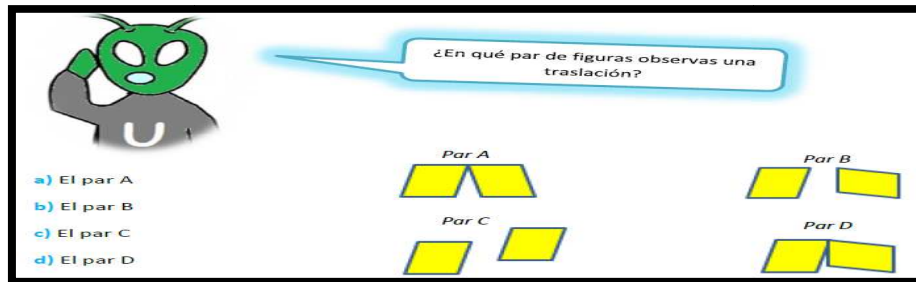 ¿En qué par de figuras observas una
traslación?
U
Par A
Par B
a) El par A
b) El par B
Par C
Par D
c) El par C
d) El par D